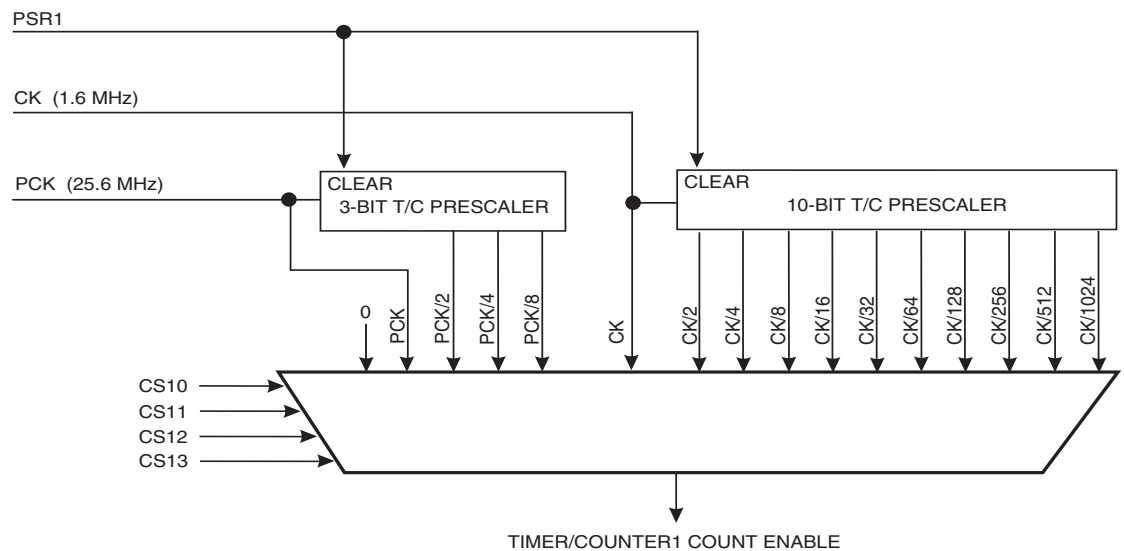 PSR1
CK (1.6 MHz)
PCK (25.6 MHz)
CLEAR
3-BIT T/C PRESCALER
CLEAR
10-BIT T/C PRESCALER
0
PCK
PCK/2
PCK/4
PCK/8
CK
CK/2
CK/4
CK/8
CK/16
CK/32
CK/64
CK/128
CK/256
CK/512
CK/1024
CS10
CS11
CS12
CS13
TIMER/COUNTER1 COUNT ENABLE